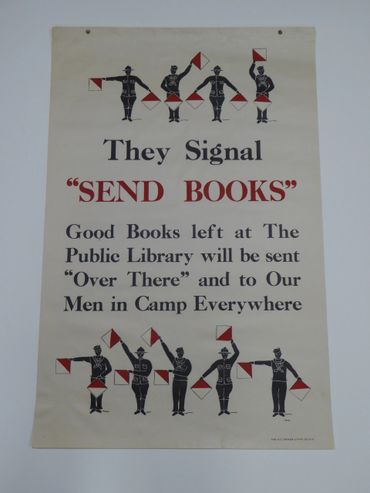 They Signal
"SEND BOOKS"
Good Books left at The
Public Library will be sent
"Over There" and to Our
Men in Camp Everywhere